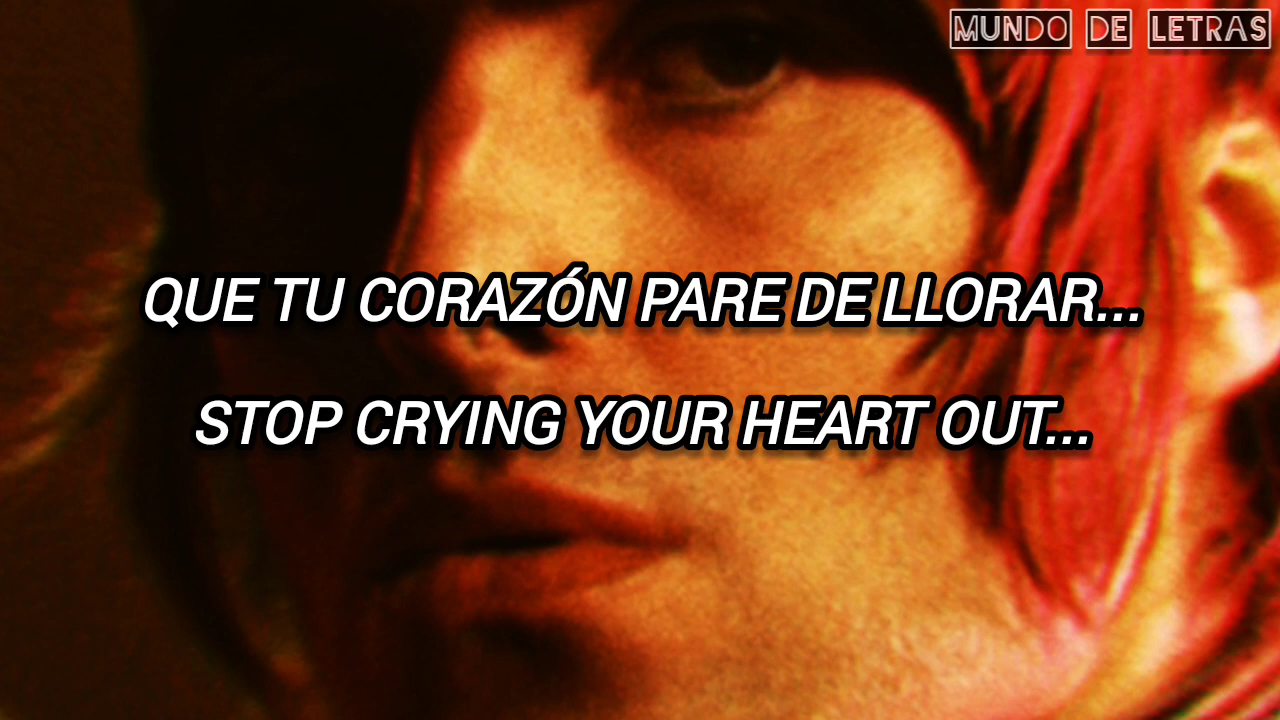 MUNDO DE LETRAS
QUE TU CORAZÓN PARE DE LLORAR...
STOP CRYING YOUR HEART OUT...